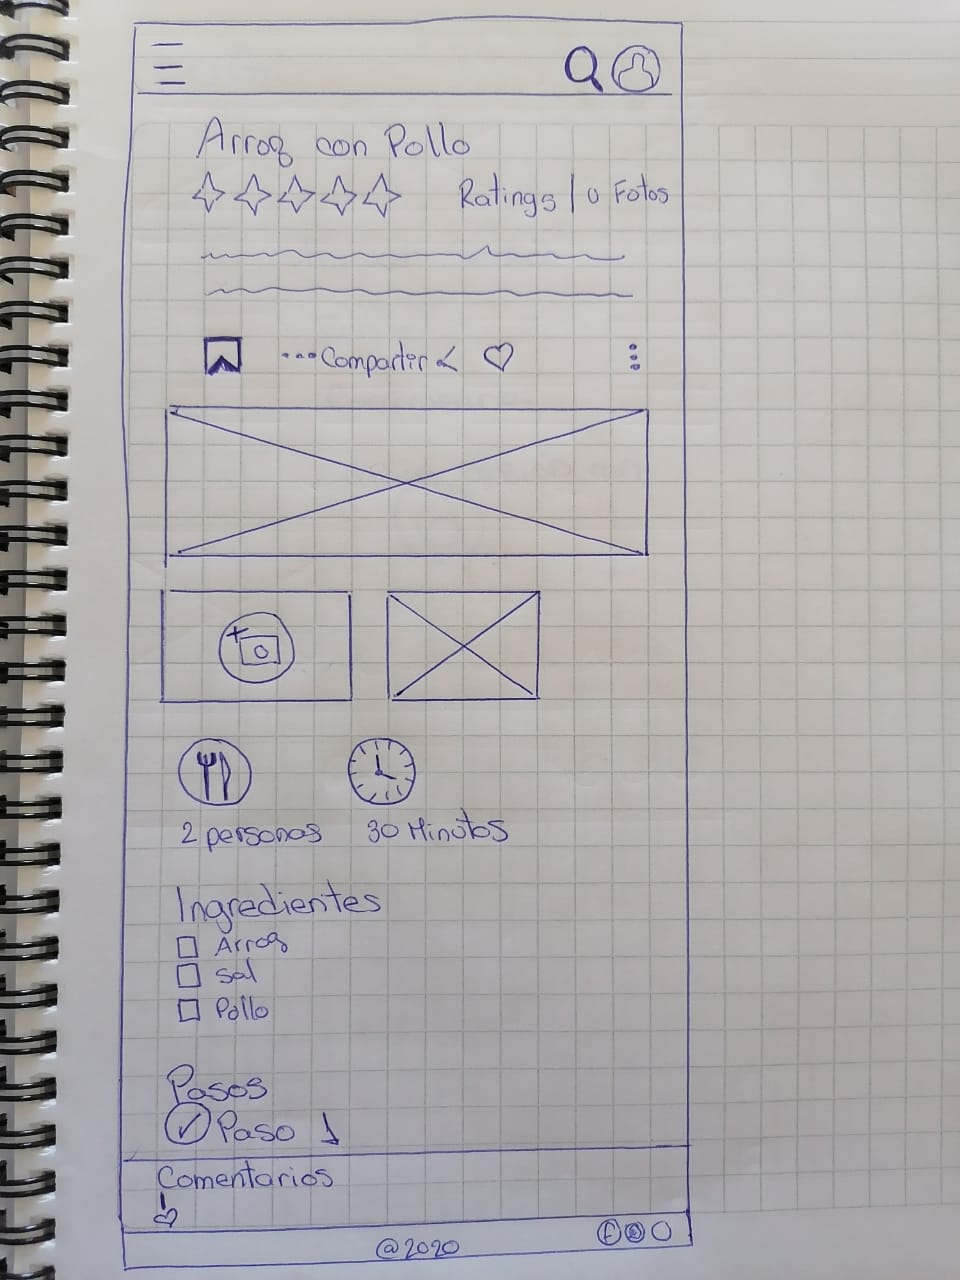 Arroz con Pollo
Ratings | 0 Fotos
...Compartir
2 personas
30 Minutos
Ingredientes
Arroz
Sal
Pollo
Pasos
Paso 1
Comentarios
@2020